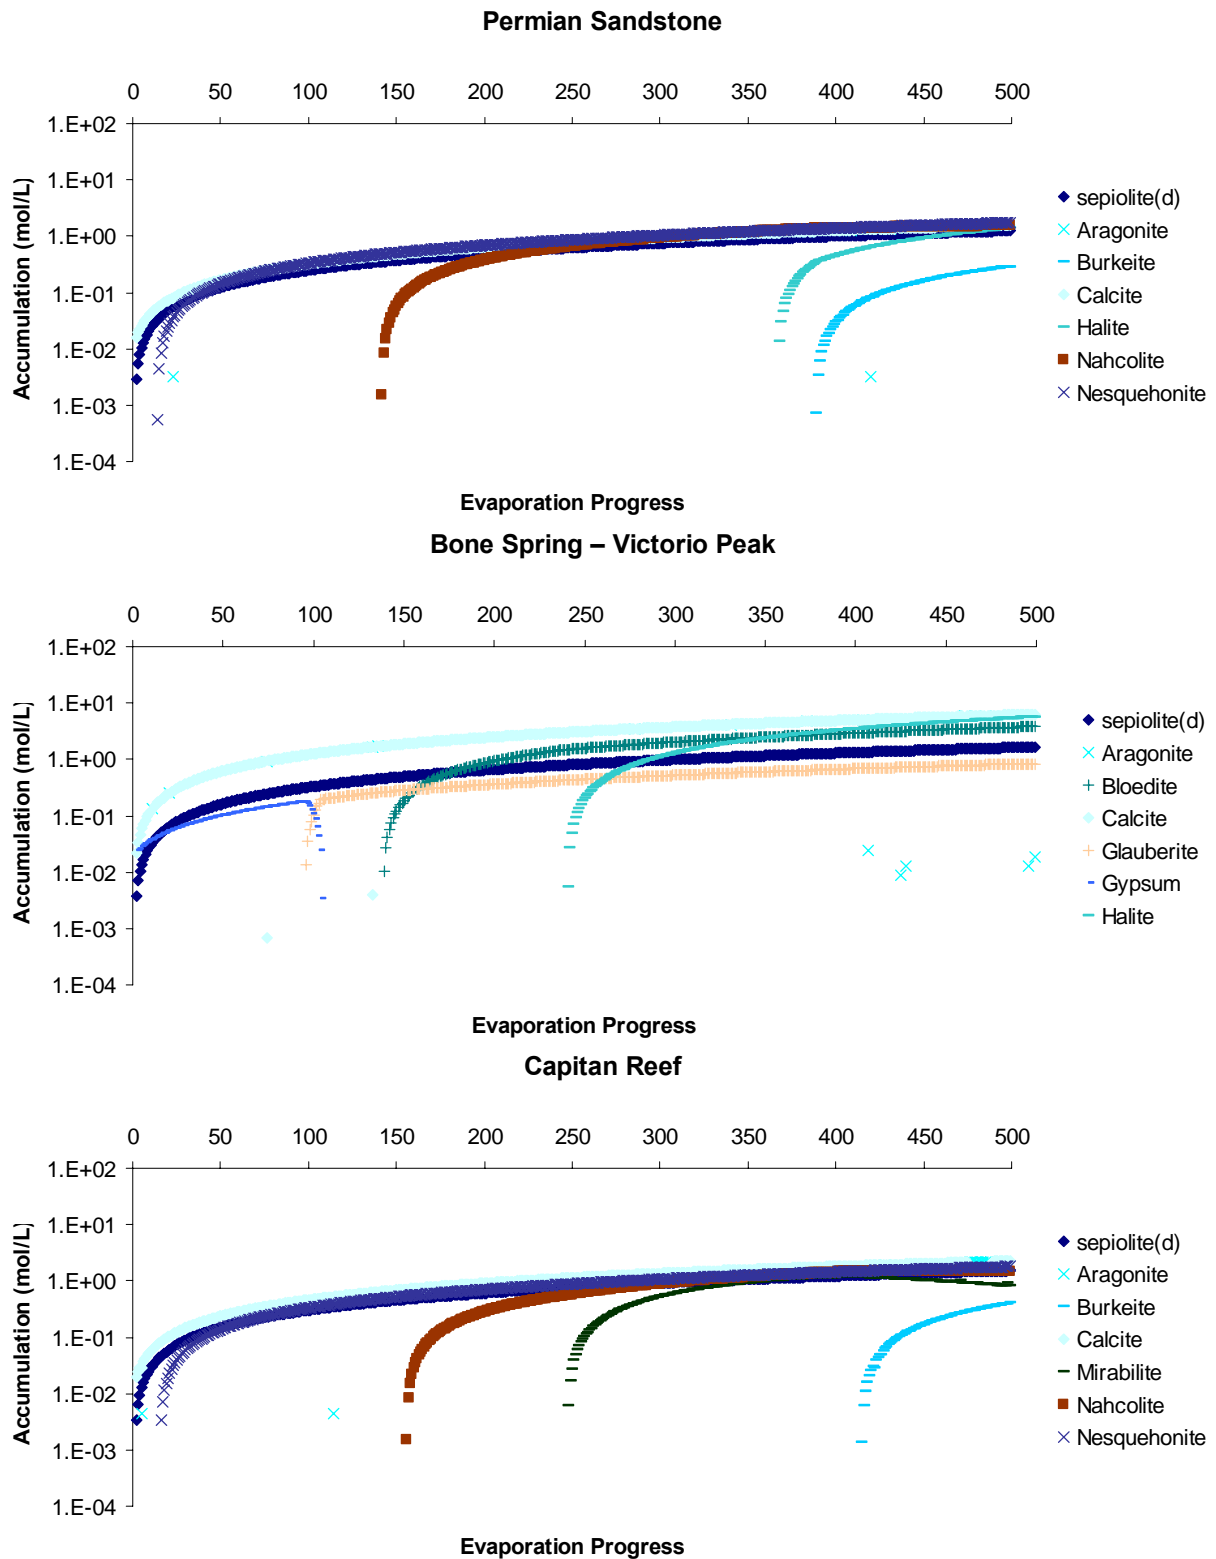 Permian Sandstone
0 50 100 150 200 250 300 350 400 450 500
1.E+02
1.E+01
1.E+00
1.E-01
1.E-02
1.E-03
1.E-04
Accumulation (mol/L)
sepiolite(d)
Aragonite
Burkeite
Calcite
Halite
Nahcolite
Nesquehonite
Evaporation Progress
Bone Spring – Victorio Peak
0 50 100 150 200 250 300 350 400 450 500
1.E+02
1.E+01
1.E+00
1.E-01
1.E-02
1.E-03
1.E-04
Accumulation (mol/L)
sepiolite(d)
Aragonite
Bloedite
Calcite
Glauberite
Gypsum
Halite
Evaporation Progress
Capitan Reef
0 50 100 150 200 250 300 350 400 450 500
1.E+02
1.E+01
1.E+00
1.E-01
1.E-02
1.E-03
1.E-04
Accumulation (mol/L)
sepiolite(d)
Aragonite
Burkeite
Calcite
Mirabilite
Nahcolite
Nesquehonite
Evaporation Progress